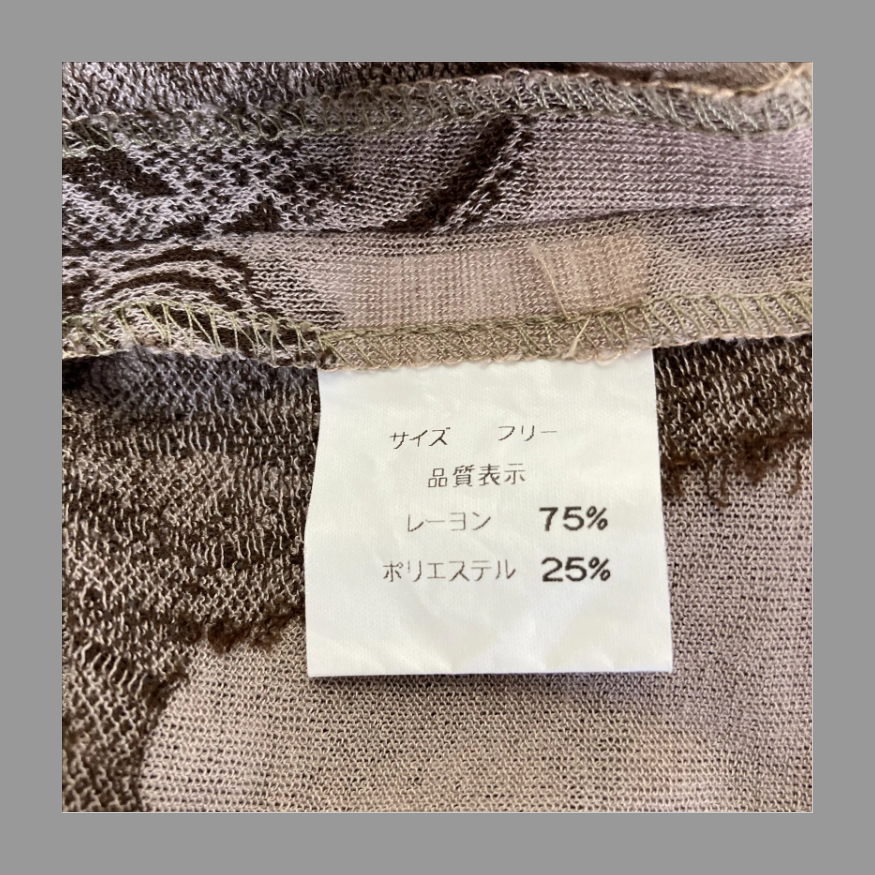 サイズ　フリー
品質表示
レーヨン　75%
ポリエステル　25%